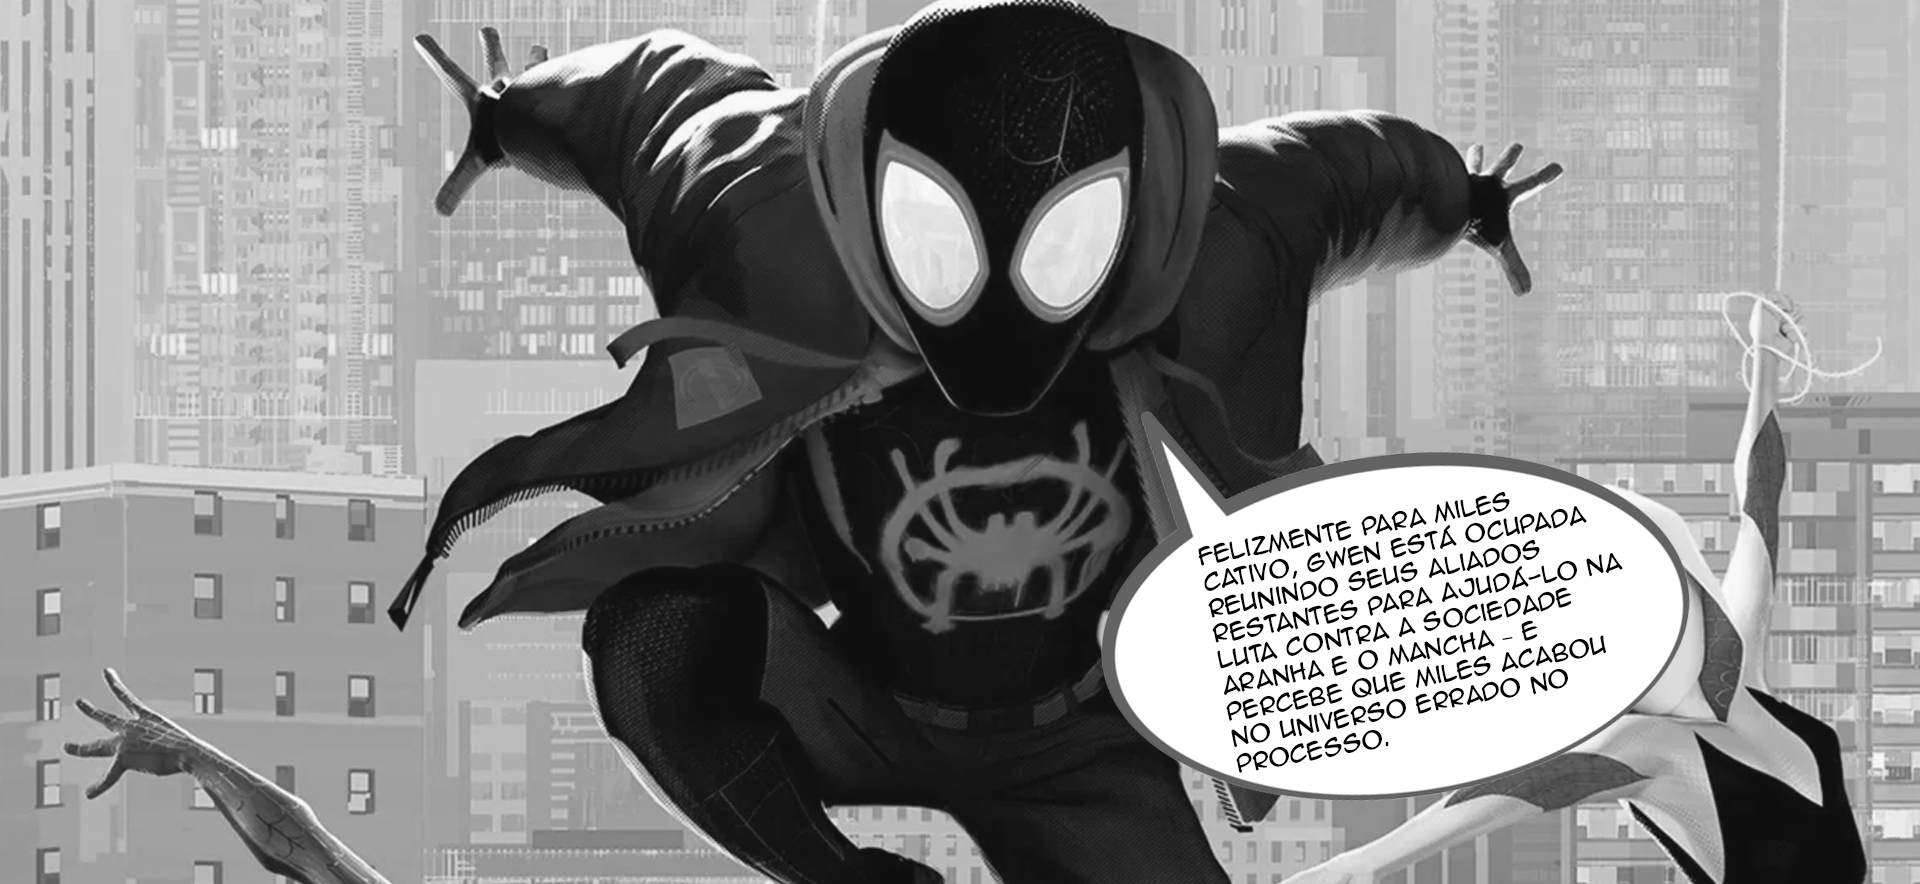 FELIZMENTE PARA MILES
CATIVO, GWEN ESTÁ OCUPADA
REUNINDO SEUS ALIADOS
RESTANTES PARA AJUDÁ-LO NA
LUTA CONTRA A SOCIEDADE
ARANHA E O MANCHA – E
PERCEBE QUE MILES ACABOU
NO UNIVERSO ERRADO NO
PROCESSO.